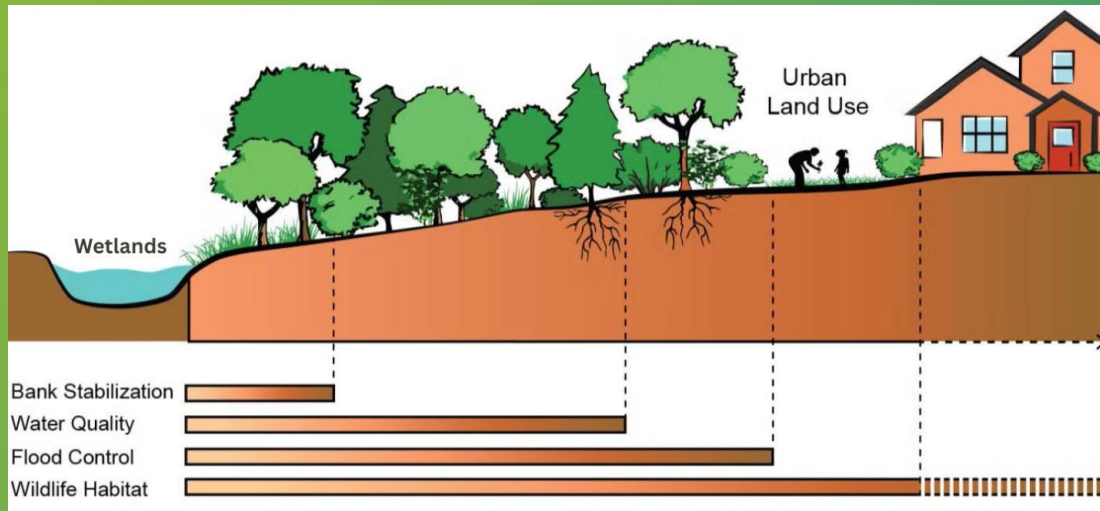 Urban
Land Use
Wetlands
Bank Stabilization
Water Quality
Flood Control
Wildlife Habitat